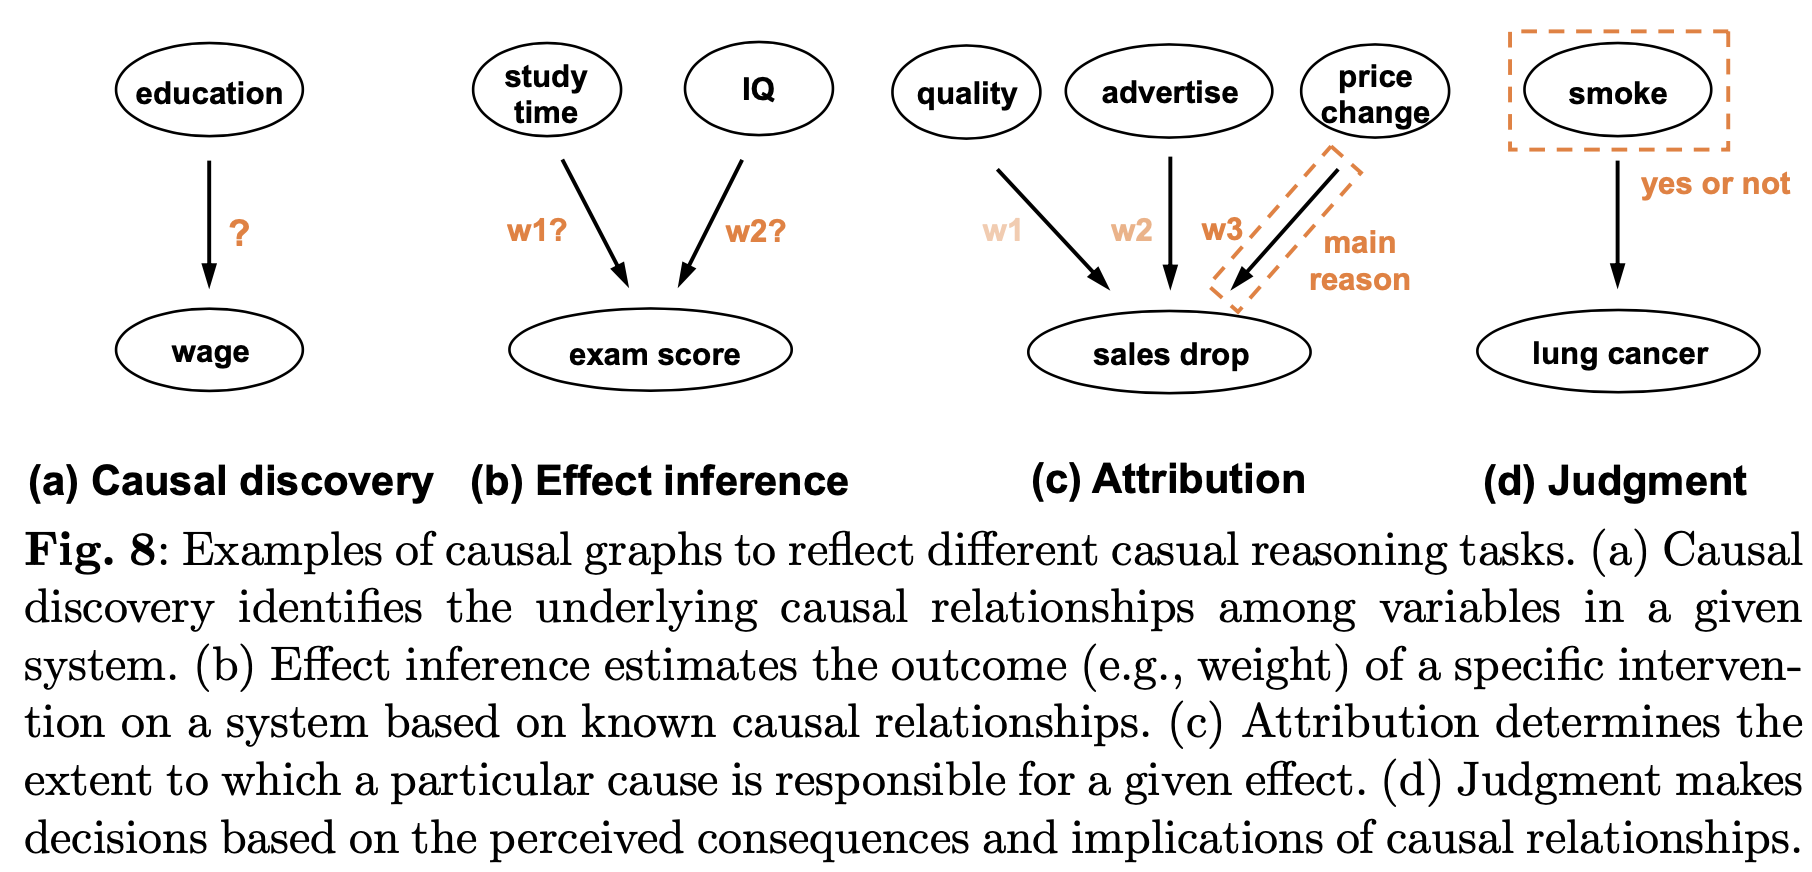 education
?
wage
(a) Causal discovery
study
time
IQ
w1?
w2?
exam score
(b) Effect inference
quality
advertise
price
change
w1
w2
w3
main
reason
sales drop
(c) Attribution
smoke
yes or not
lung cancer
(d) Judgment
Fig. 8: Examples of causal graphs to reflect different casual reasoning tasks. (a) Causal
discovery identifies the underlying causal relationships among variables in a given
system. (b) Effect inference estimates the outcome (e.g., weight) of a specific interven-
tion on a system based on known causal relationships. (c) Attribution determines the
extent to which a particular cause is responsible for a given effect. (d) Judgment makes
decisions based on the perceived consequences and implications of causal relationships.